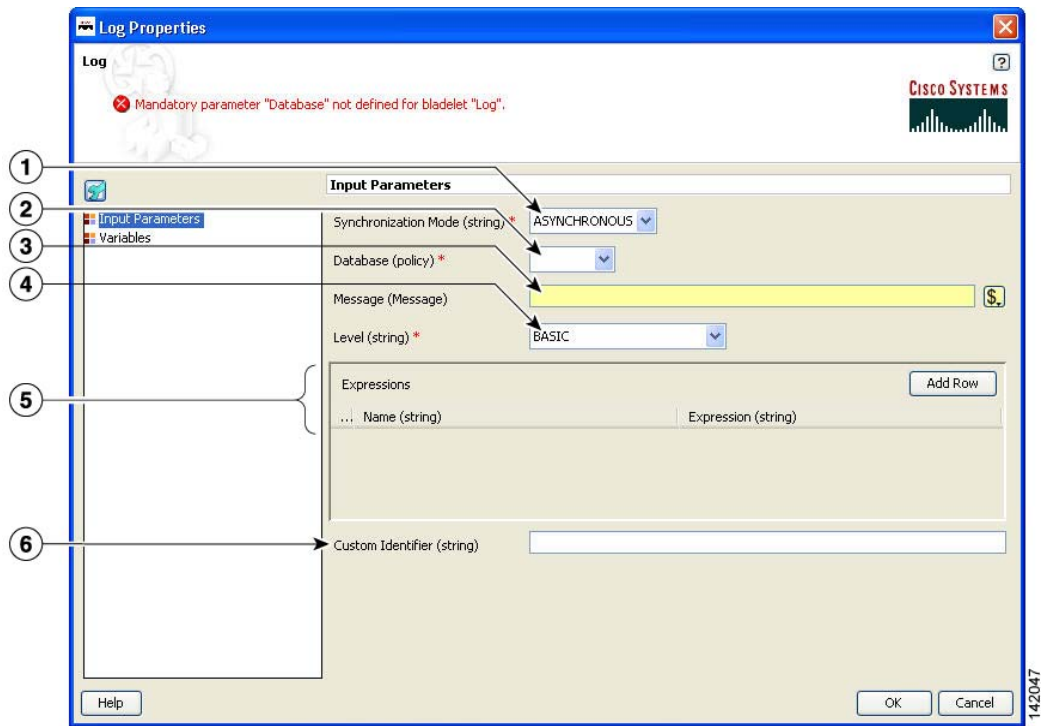 Log Properties
Log
?
Mandatory parameter "Database" not defined for bladelet "Log".
CISCO SYSTEMS
1
2
3
4
5
6
Input Parameters
Variables
Input Parameters
Synchronization Mode (string) * ASYNCHRONOUS
Database (policy) *
Message (Message) $
Level (string) * BASIC
Expressions Add Row
... Name (string) Expression (string)
Custom Identifier (string)
Help OK Cancel
142047